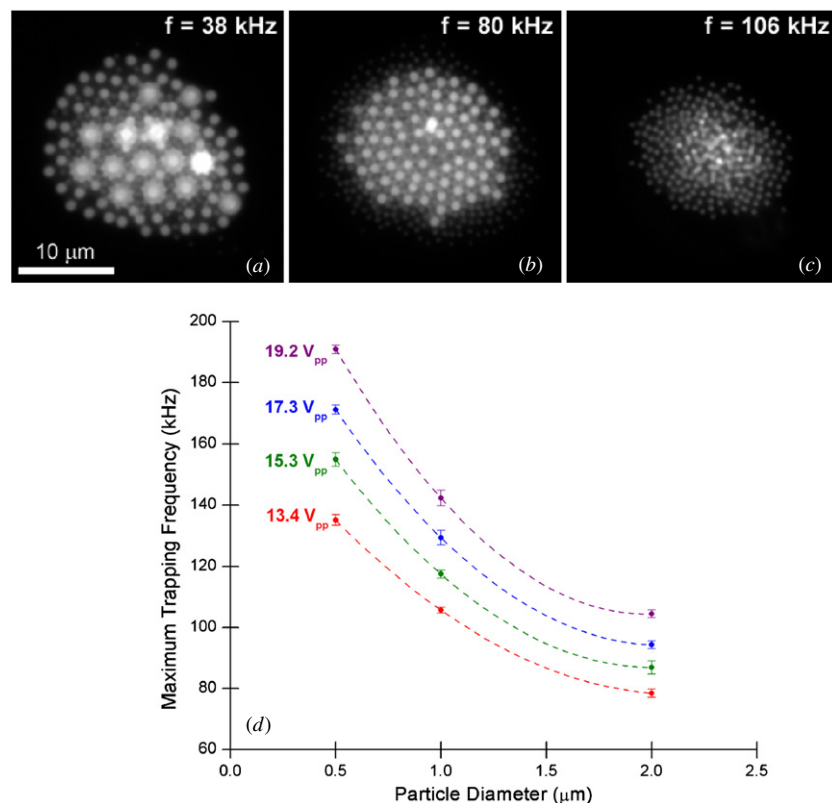 f = 38 kHz
f = 80 kHz
f = 106 kHz
10 μm
(a)
(b)
(c)
200
180
160
140
120
100
80
60
Maximum Trapping Frequency (kHz)
19.2 Vpp
17.3 Vpp
15.3 Vpp
13.4 Vpp
(d)
0.0 0.5 1.0 1.5 2.0 2.5
Particle Diameter (μm)